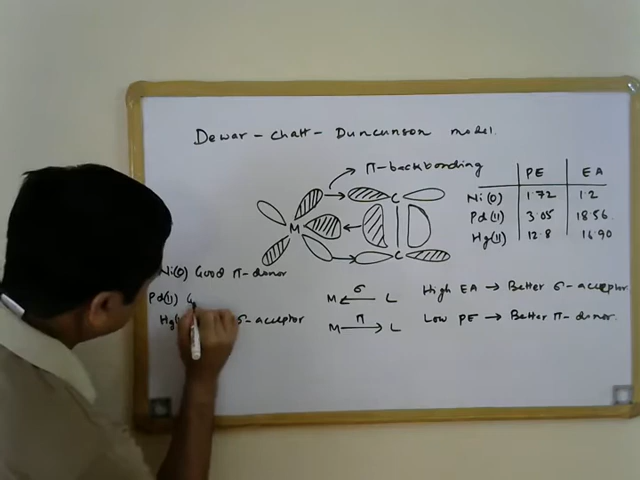 Dewar - chatt - Duncunson model.
π-backbonding
PE EA
Ni(0) 1.72 1.2
Pd(II) 3.05 18.56
Hg(II) 12.8 16.90
C
M
C
Ni(0) Good π-donor
Pd(II) G
Hg( σ-acceptor
σ
M ← L
π
M → L
High EA → Better σ-acceptor
Low PE → Better π-donor.